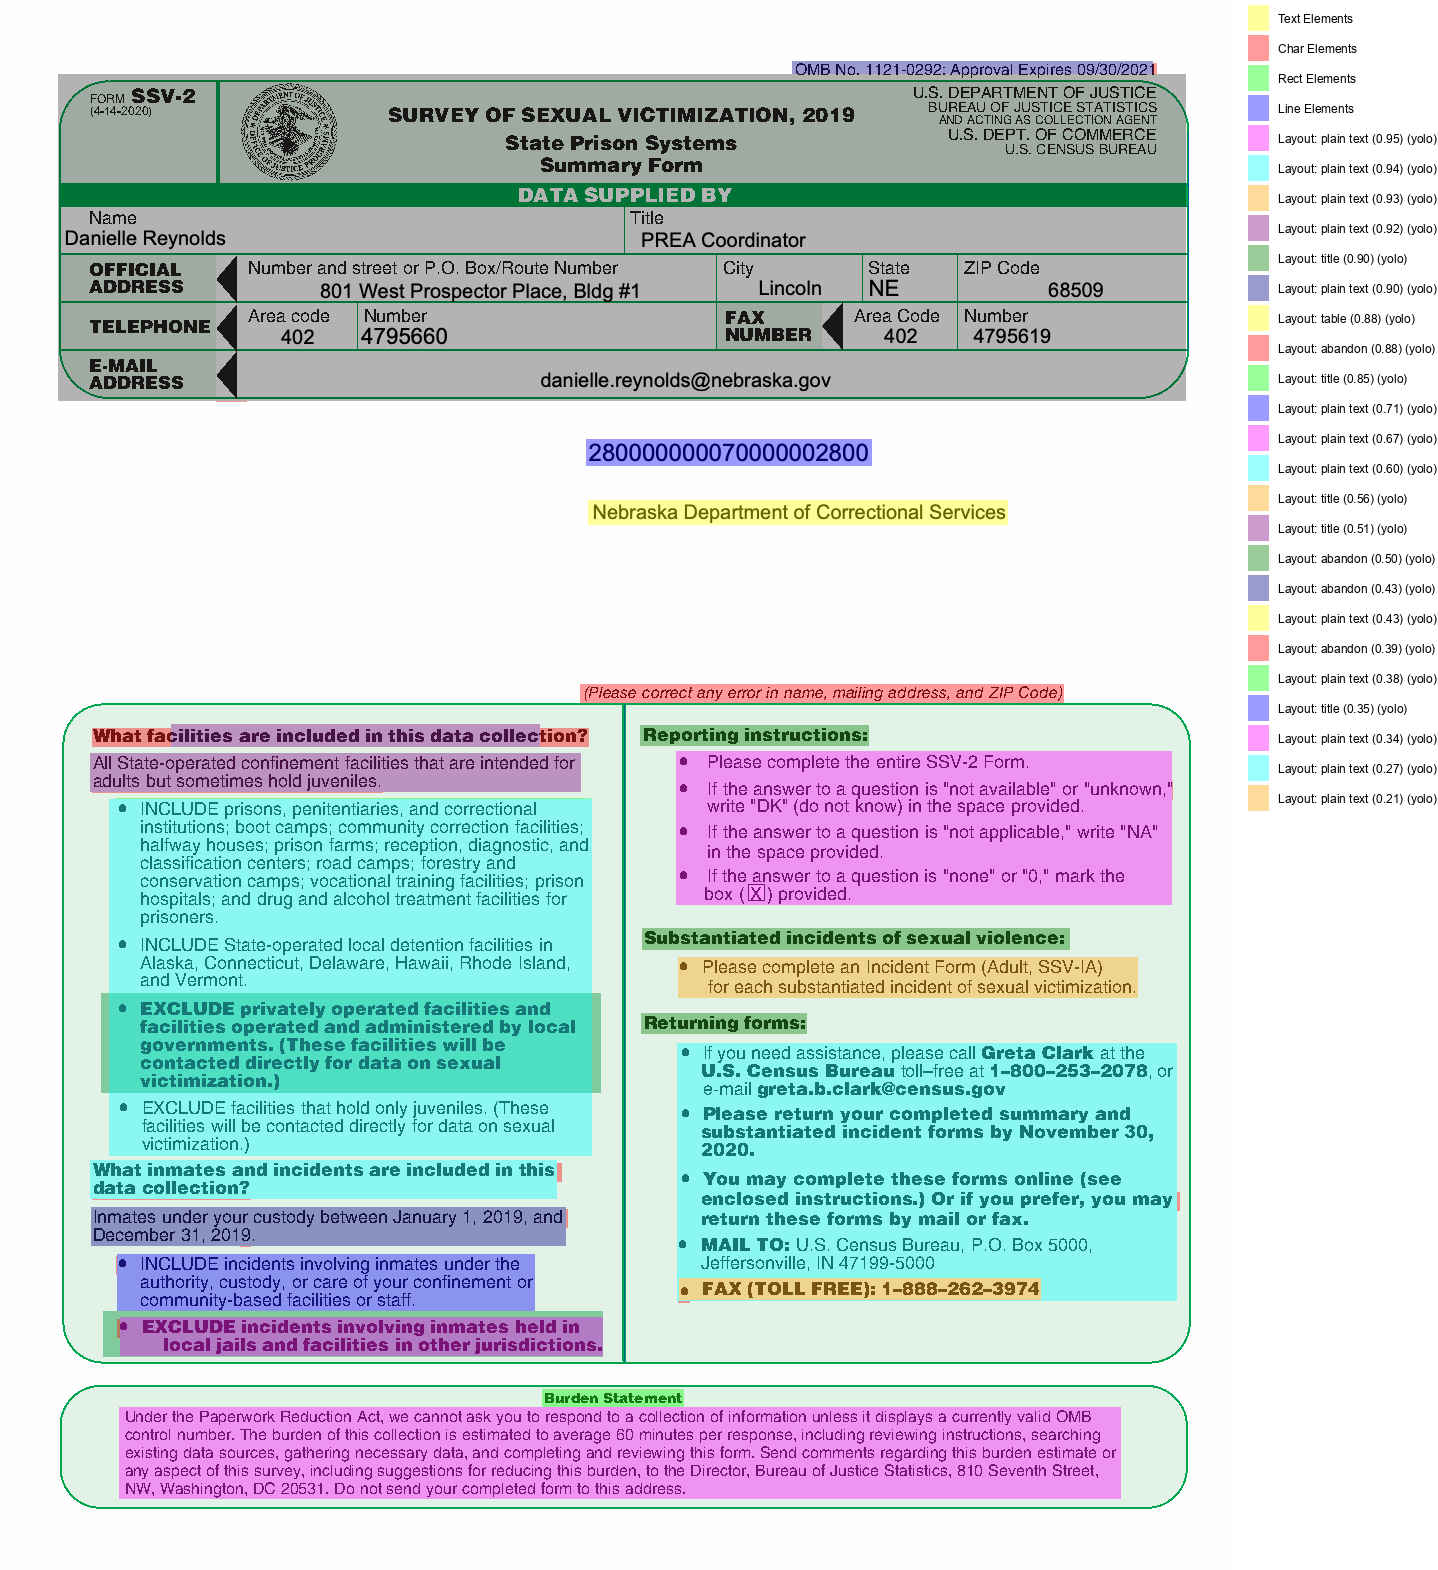 OMB No. 1121-0292: Approval Expires 09/30/2021
FORM SSV-2
(4-14-2020)
SURVEY OF SEXUAL VICTIMIZATION, 2019
State Prison Systems
Summary Form
U.S. DEPARTMENT OF JUSTICE
BUREAU OF JUSTICE STATISTICS
AND ACTING AS COLLECTION AGENT
U.S. DEPT. OF COMMERCE
U.S. CENSUS BUREAU
DATA SUPPLIED BY
Name
Danielle Reynolds
Title
PREA Coordinator
OFFICIAL
ADDRESS
Number and street or P.O. Box/Route Number
801 West Prospector Place, Bldg #1
City
Lincoln
State
NE
ZIP Code
68509
TELEPHONE
Area code
402
Number
4795660
FAX
NUMBER
Area Code
402
Number
4795619
E-MAIL
ADDRESS
danielle.reynolds@nebraska.gov
280000000070000002800
Nebraska Department of Correctional Services
(Please correct any error in name, mailing address, and ZIP Code)
What facilities are included in this data collection?
All State-operated confinement facilities that are intended for
adults but sometimes hold juveniles.
● INCLUDE prisons, penitentiaries, and correctional
institutions; boot camps; community correction facilities;
halfway houses; prison farms; reception, diagnostic, and
classification centers; road camps; forestry and
conservation camps; vocational training facilities; prison
hospitals; and drug and alcohol treatment facilities for
prisoners.
● INCLUDE State-operated local detention facilities in
Alaska, Connecticut, Delaware, Hawaii, Rhode Island,
and Vermont.
● EXCLUDE privately operated facilities and
facilities operated and administered by local
governments. (These facilities will be
contacted directly for data on sexual
victimization.)
● EXCLUDE facilities that hold only juveniles. (These
facilities will be contacted directly for data on sexual
victimization.)
What inmates and incidents are included in this
data collection?
Inmates under your custody between January 1, 2019, and
December 31, 2019.
● INCLUDE incidents involving inmates under the
authority, custody, or care of your confinement or
community-based facilities or staff.
● EXCLUDE incidents involving inmates held in
local jails and facilities in other jurisdictions.
Reporting instructions:
● Please complete the entire SSV-2 Form.
● If the answer to a question is "not available" or "unknown,"
write "DK" (do not know) in the space provided.
● If the answer to a question is "not applicable," write "NA"
in the space provided.
● If the answer to a question is "none" or "0," mark the
box (X) provided.
Substantiated incidents of sexual violence:
● Please complete an Incident Form (Adult, SSV-IA)
for each substantiated incident of sexual victimization.
Returning forms:
● If you need assistance, please call Greta Clark at the
U.S. Census Bureau toll–free at 1–800–253–2078, or
e-mail greta.b.clark@census.gov
● Please return your completed summary and
substantiated incident forms by November 30,
2020.
● You may complete these forms online (see
enclosed instructions.) Or if you prefer, you may
return these forms by mail or fax.
● MAIL TO: U.S. Census Bureau, P.O. Box 5000,
Jeffersonville, IN 47199-5000
● FAX (TOLL FREE): 1–888–262–3974
Burden Statement
Under the Paperwork Reduction Act, we cannot ask you to respond to a collection of information unless it displays a currently valid OMB
control number. The burden of this collection is estimated to average 60 minutes per response, including reviewing instructions, searching
existing data sources, gathering necessary data, and completing and reviewing this form. Send comments regarding this burden estimate or
any aspect of this survey, including suggestions for reducing this burden, to the Director, Bureau of Justice Statistics, 810 Seventh Street,
NW, Washington, DC 20531. Do not send your completed form to this address.
Text Elements
Char Elements
Rect Elements
Line Elements
Layout: plain text (0.95) (yolo)
Layout: plain text (0.94) (yolo)
Layout: plain text (0.93) (yolo)
Layout: plain text (0.92) (yolo)
Layout: title (0.90) (yolo)
Layout: plain text (0.90) (yolo)
Layout: table (0.88) (yolo)
Layout: abandon (0.88) (yolo)
Layout: title (0.85) (yolo)
Layout: plain text (0.71) (yolo)
Layout: plain text (0.67) (yolo)
Layout: plain text (0.60) (yolo)
Layout: title (0.56) (yolo)
Layout: title (0.51) (yolo)
Layout: abandon (0.50) (yolo)
Layout: abandon (0.43) (yolo)
Layout: plain text (0.43) (yolo)
Layout: abandon (0.39) (yolo)
Layout: plain text (0.38) (yolo)
Layout: title (0.35) (yolo)
Layout: plain text (0.34) (yolo)
Layout: plain text (0.27) (yolo)
Layout: plain text (0.21) (yolo)